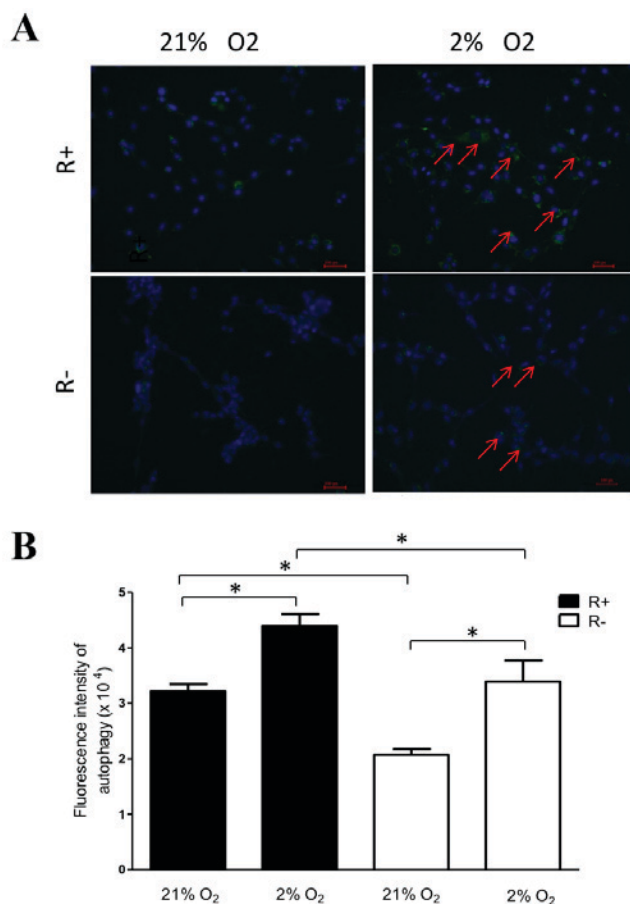 A
21% O2
2% O2
R+
R+
R-
B
*
*
*
*
R+
R-
Fluorescence intensity of
autophagy (x 10⁴)
5
4
3
2
1
0
21% O₂
2% O₂
21% O₂
2% O₂